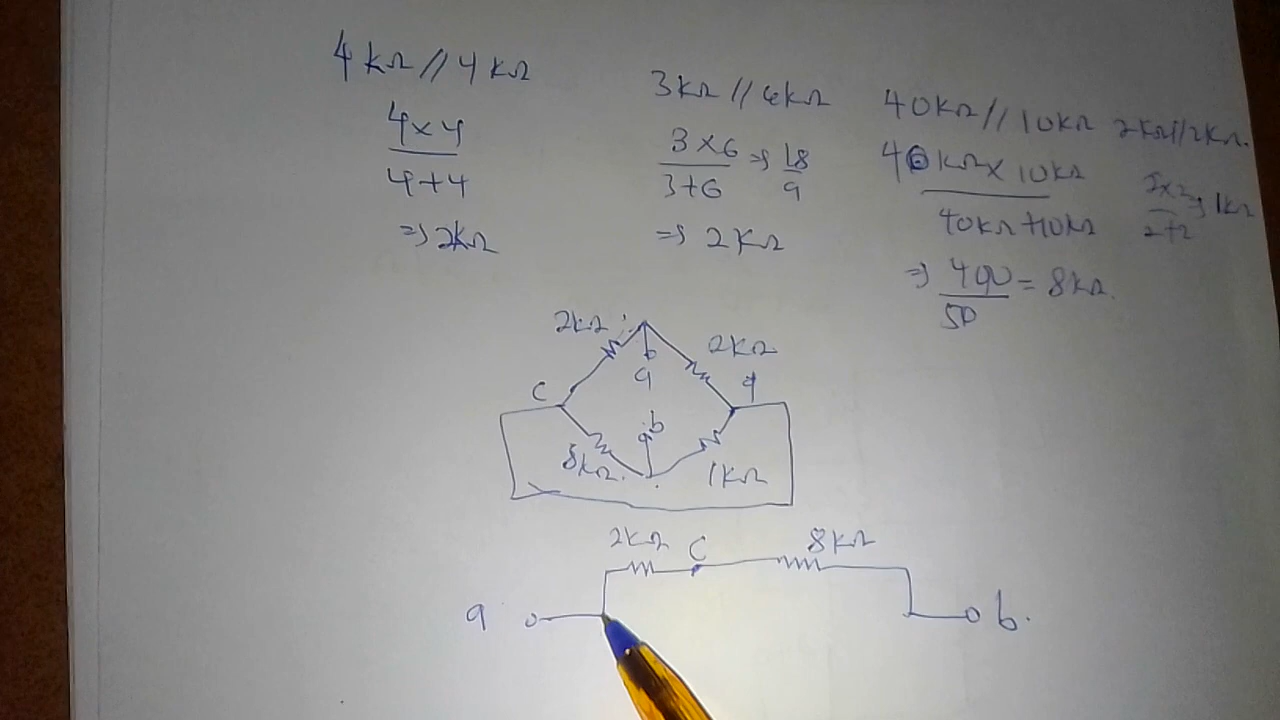 4kΩ//4kΩ
4×4
4+4
⇒ 2kΩ
3kΩ//6kΩ
3×6 ⇒ 18
3+6 9
⇒ 2kΩ
40kΩ//10kΩ
40kΩ×10kΩ
40kΩ+10kΩ
⇒ 400 = 8kΩ.
50
2kΩ//2kΩ.
2×2 ⇒ 1kΩ
2+2
2kΩ
2kΩ
a
C
d
b
8kΩ.
1kΩ
2kΩ C 8kΩ
a b.